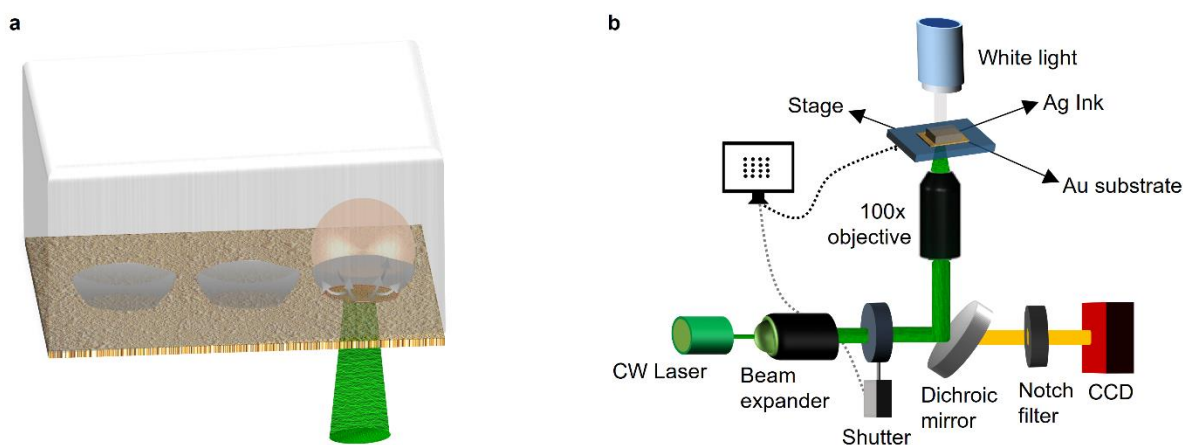 a
b
White light
Stage
Ag Ink
Au substrate
100x
objective
CW Laser
Beam
expander
Shutter
Dichroic
mirror
Notch
filter
CCD